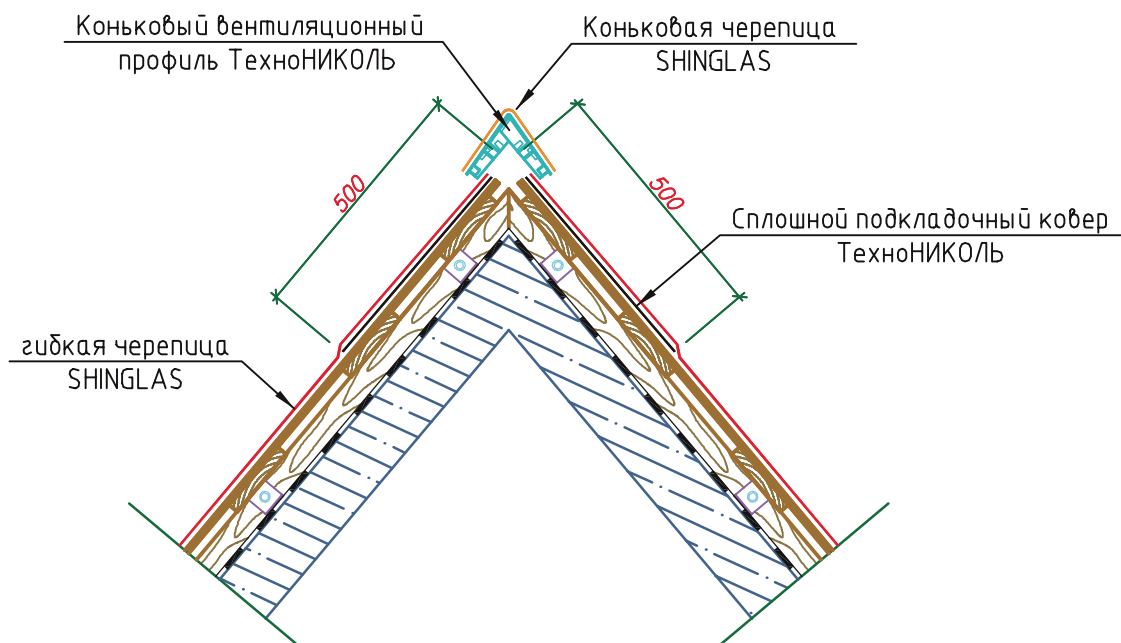 Коньковый вентиляционный
профиль ТехноНИКОЛЬ
Коньковая черепица
SHINGLAS
500
500
Сплошной подкладочный ковер
ТехноНИКОЛЬ
гибкая черепица
SHINGLAS